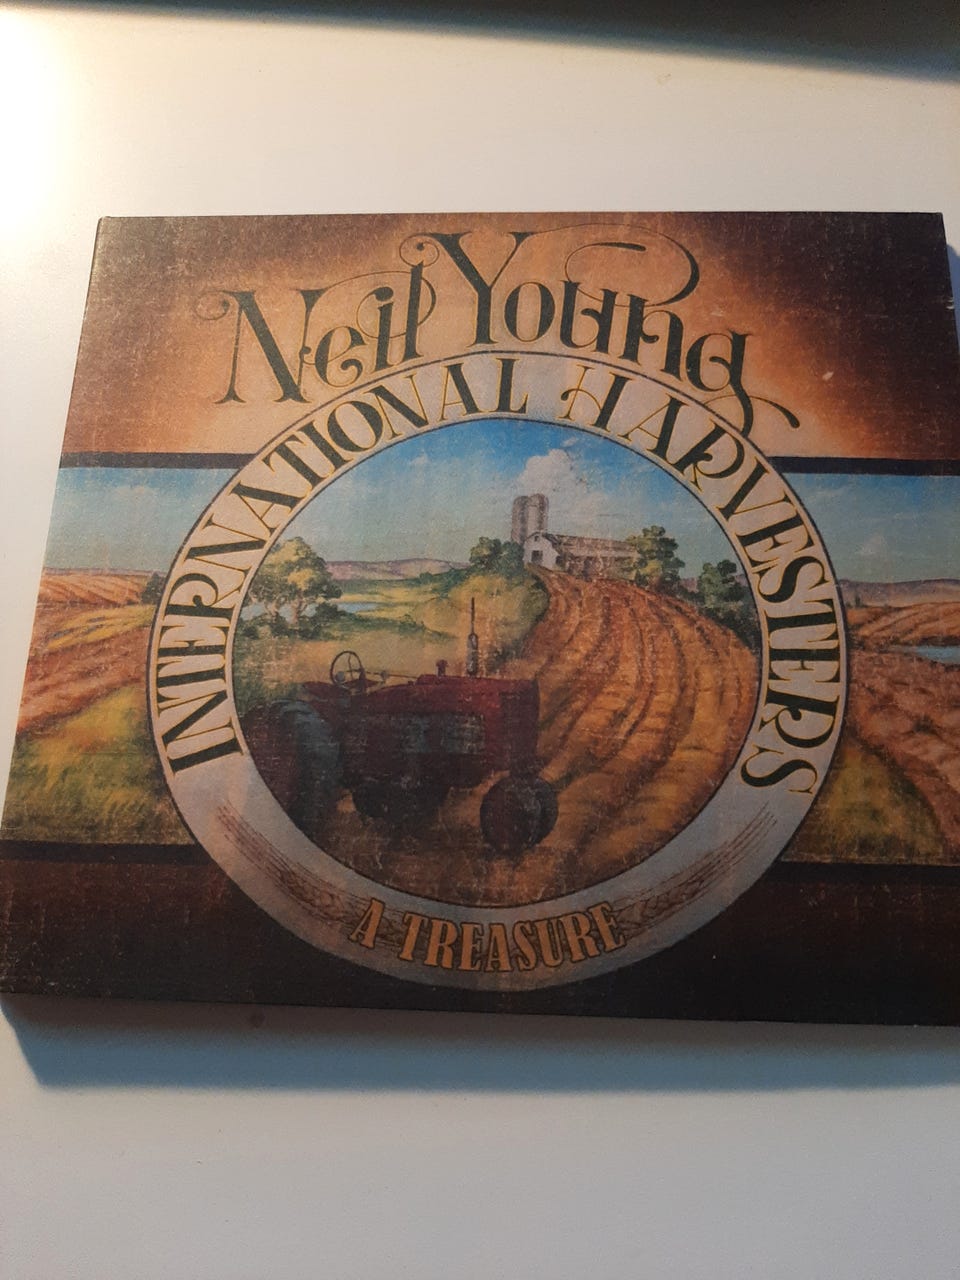 Neil Young
INTERNATIONAL HARVESTERS
A TREASURE